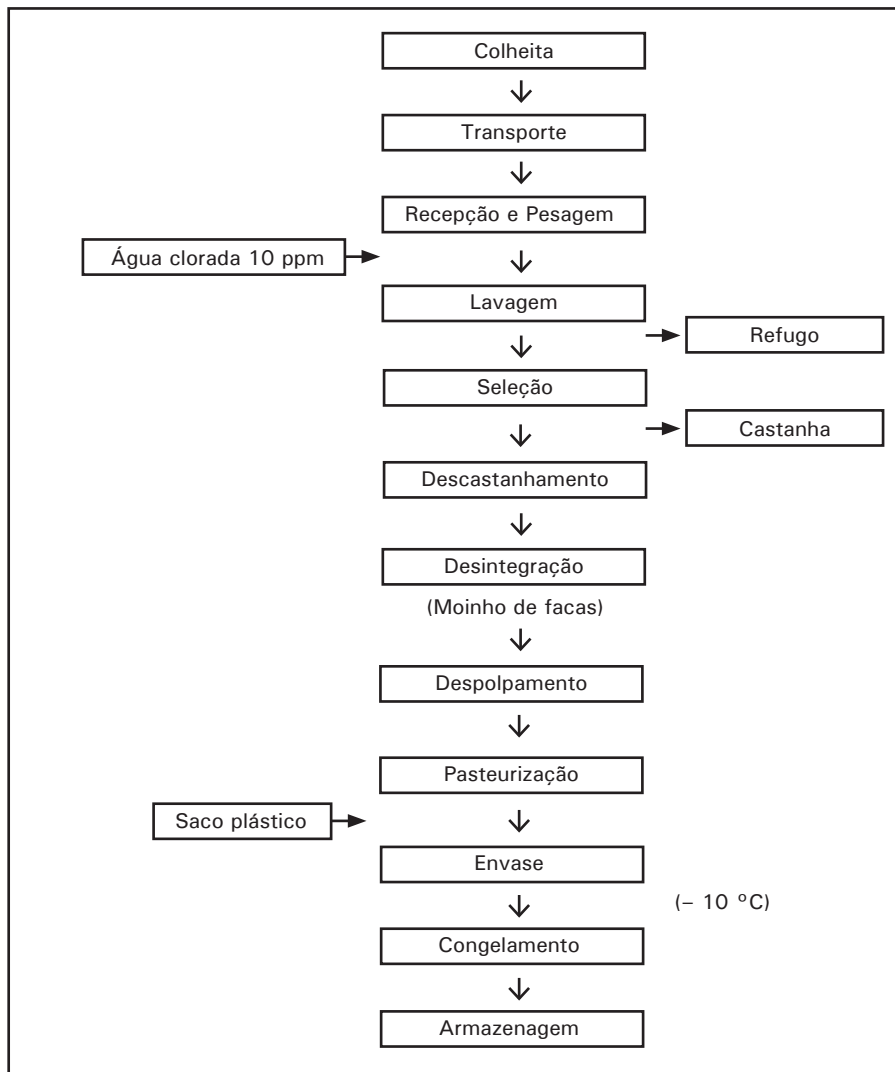 Colheita
Transporte
Recepção e Pesagem
Água clorada 10 ppm
Lavagem
Refugo
Seleção
Castanha
Descastanhamento
Desintegração
(Moinho de facas)
Despolpamento
Pasteurização
Saco plástico
Envase
(– 10 ºC)
Congelamento
Armazenagem